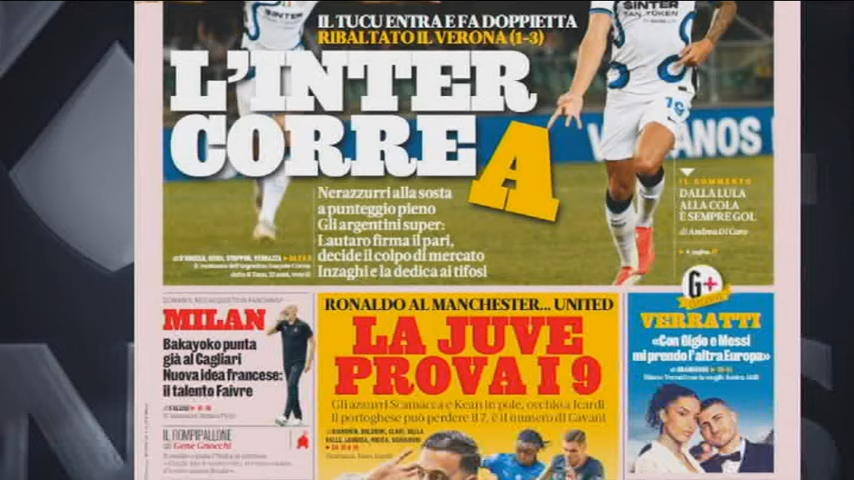 IL TUCU ENTRA E FA DOPPIETTA
RIBALTATO IL VERONA (1-3)
L'INTER
CORRE A
Nerazzurri alla sosta
a punteggio pieno
Gli argentini super:
Lautaro firma il pari,
decide il colpo di mercato
Inzaghi e la dedica ai tifosi
19
IL COMMENTO
DALLA LULA
ALLA COLA
È SEMPRE GOL
di Andrea Di Caro
MILAN
Bakayoko punta
già al Cagliari
Nuova idea francese:
il talento Faivre
IL ROMPIPALLONE
di Gene Gnocchi
RONALDO AL MANCHESTER... UNITED
LA JUVE
PROVA I 9
Gli azzurri Scamacca e Kean in pole, occhio a Icardi
Il portoghese può perdere il 7, è il numero di Cavani
G+
VERRATTI
«Con Gigio e Messi
mi prendo l'altra Europa»